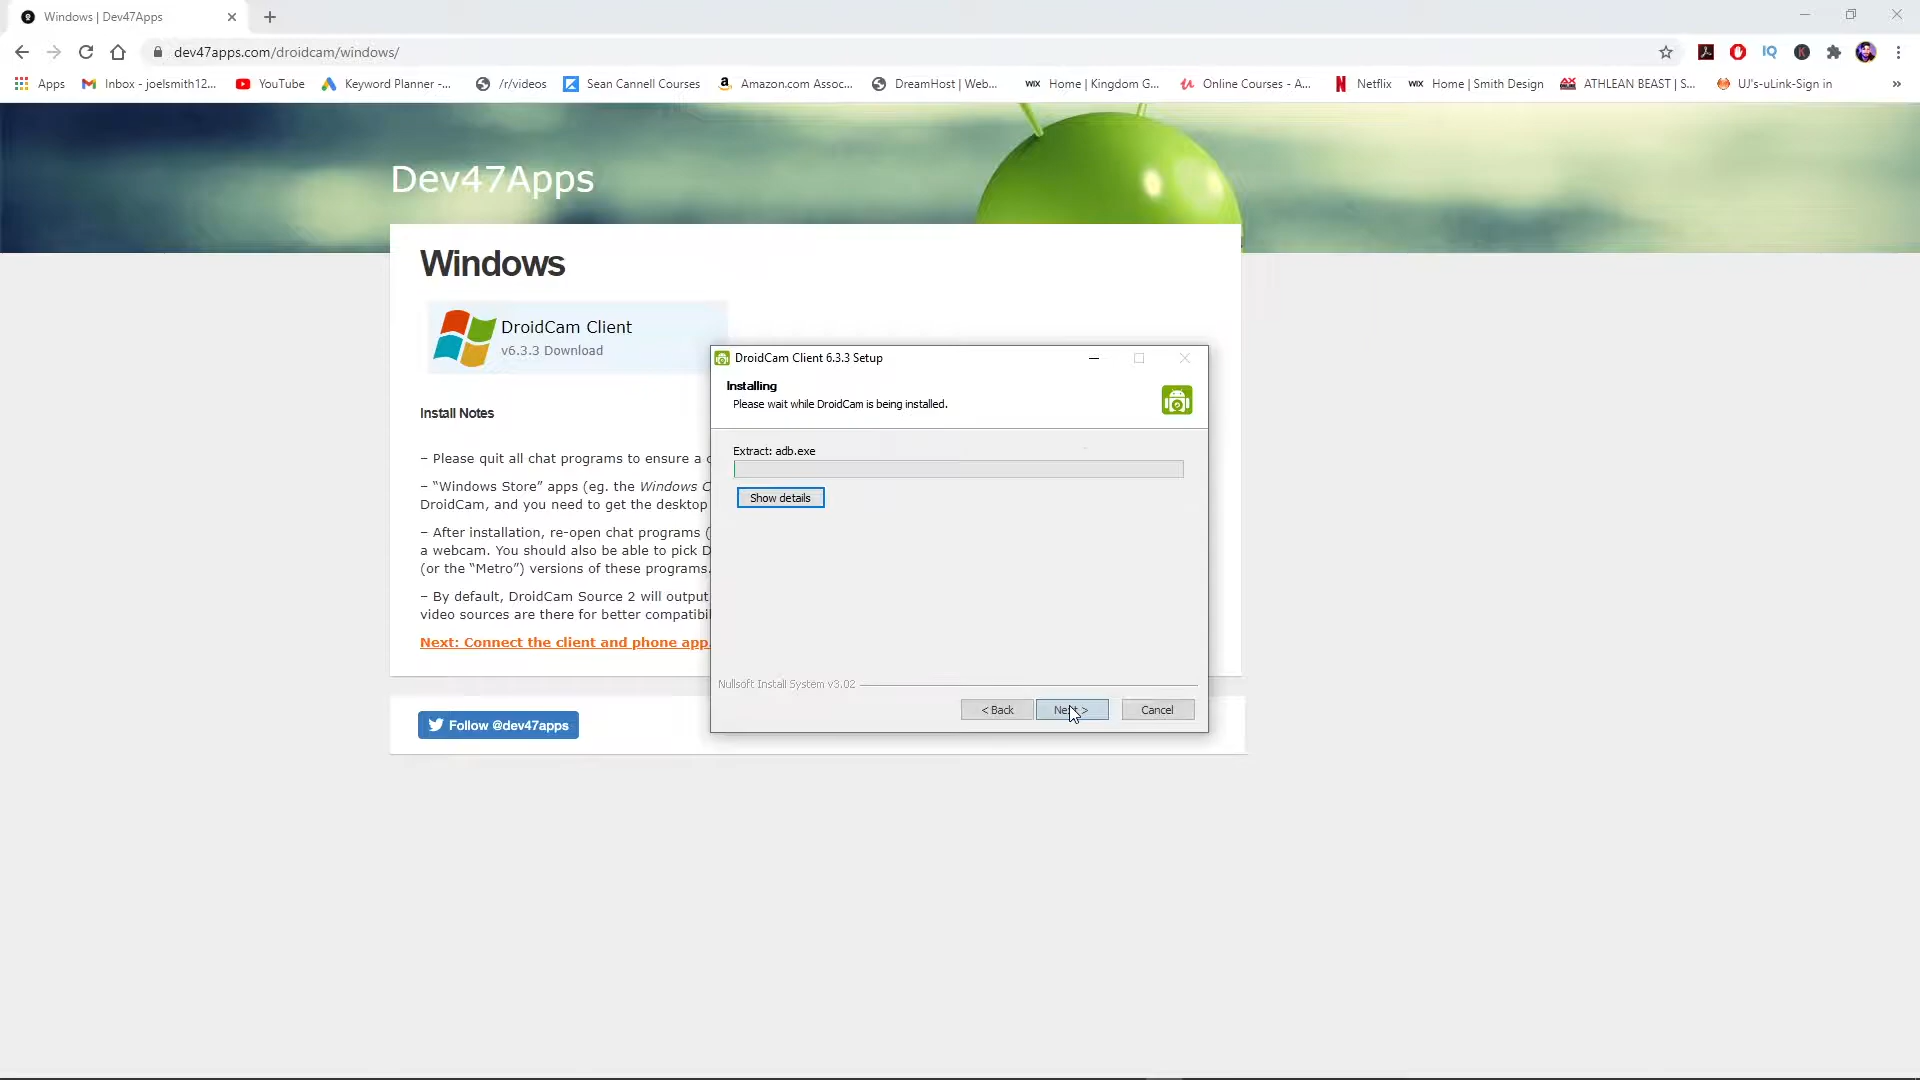 Windows | Dev47Apps
dev47apps.com/droidcam/windows/
IQ
K
Apps
Inbox - joelsmith12...
YouTube
Keyword Planner -...
/r/videos
Sean Cannell Courses
Amazon.com Assoc...
DreamHost | Web...
WIX Home | Kingdom G...
Online Courses - A...
Netflix
WIX Home | Smith Design
ATHLEAN BEAST | S...
UJ's-uLink-Sign in
»
Dev47Apps
Windows
DroidCam Client
v6.3.3 Download
Install Notes
– Please quit all chat programs to ensure a
– “Windows Store” apps (eg. the Windows
DroidCam, and you need to get the desktop
– After installation, re-open chat programs (
a webcam. You should also be able to pick
(or the “Metro”) versions of these programs.
– By default, DroidCam Source 2 will output
video sources are there for better
Next: Connect the client and phone app.
Follow @dev47apps
DroidCam Client 6.3.3 Setup
Installing
Please wait while DroidCam is being installed.
Extract: adb.exe
Show details
Nullsoft Install System v3.02
< Back
Next >
Cancel